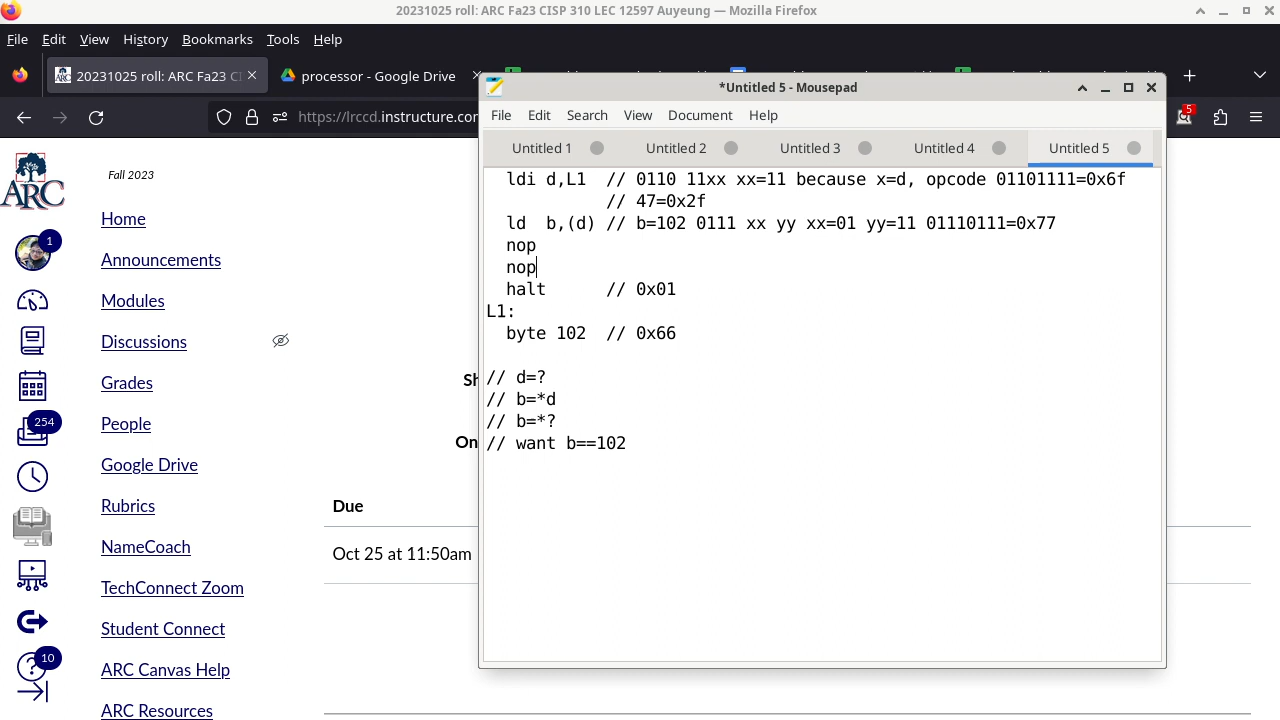 20231025 roll: ARC Fa23 CISP 310 LEC 12597 Auyeung — Mozilla Firefox
File Edit View History Bookmarks Tools Help
ARC 20231025 roll: ARC Fa23 C
processor - Google Drive
https://lrccd.instructure.cor
5
ARC
Fall 2023
Home
1
Announcements
Modules
Discussions
Grades
People
254
Google Drive
Rubrics
NameCoach
TechConnect Zoom
Student Connect
10
ARC Canvas Help
ARC Resources
Sh
On
Due
Oct 25 at 11:50am
*Untitled 5 - Mousepad
File Edit Search View Document Help
Untitled 1 Untitled 2 Untitled 3 Untitled 4 Untitled 5
ldi d,L1 // 0110 11xx xx=11 because x=d, opcode 01101111=0x6f
// 47=0x2f
ld b,(d) // b=102 0111 xx yy xx=01 yy=11 01110111=0x77
nop
nop
halt // 0x01
L1:
byte 102 // 0x66
// d=?
// b=*d
// b=*?
// want b==102